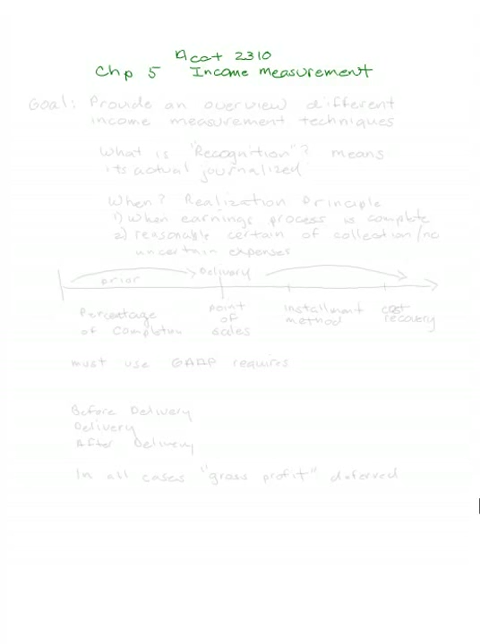 Acct 2310
Chp 5 Income Measurement
Goal: Provide an overview different
income measurement techniques
What is "Recognition"? means
its actual journalized
When? Realization Principle
1) When earnings process is complete
2) reasonable certain of collection/no
uncertain expenses
Prior Delivery
Percentage of Completion
point of sales
installment method
cost recovery
must use GAAP requires
Before Delivery
Delivery
After Delivery
In all cases "gross profit" deferred